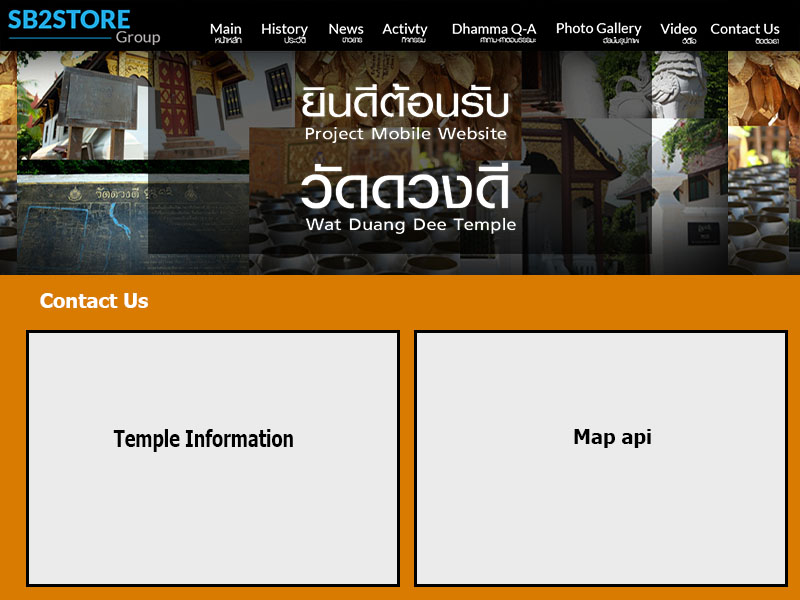 SB2STORE
Group
Main History News Activty Dhamma Q-A Photo Gallery Video Contact Us
หน้าหลัก ประวัติ ข่าวสาร กิจกรรม ถาม-ตอบธรรมะ อัลบั้มรูปภาพ วิดีโอ ติดต่อเรา
ยินดีต้อนรับ
Project Mobile Website
วัดดวงดี
Wat Duang Dee Temple
วัดดวงดี
Contact Us
Temple Information
Map api